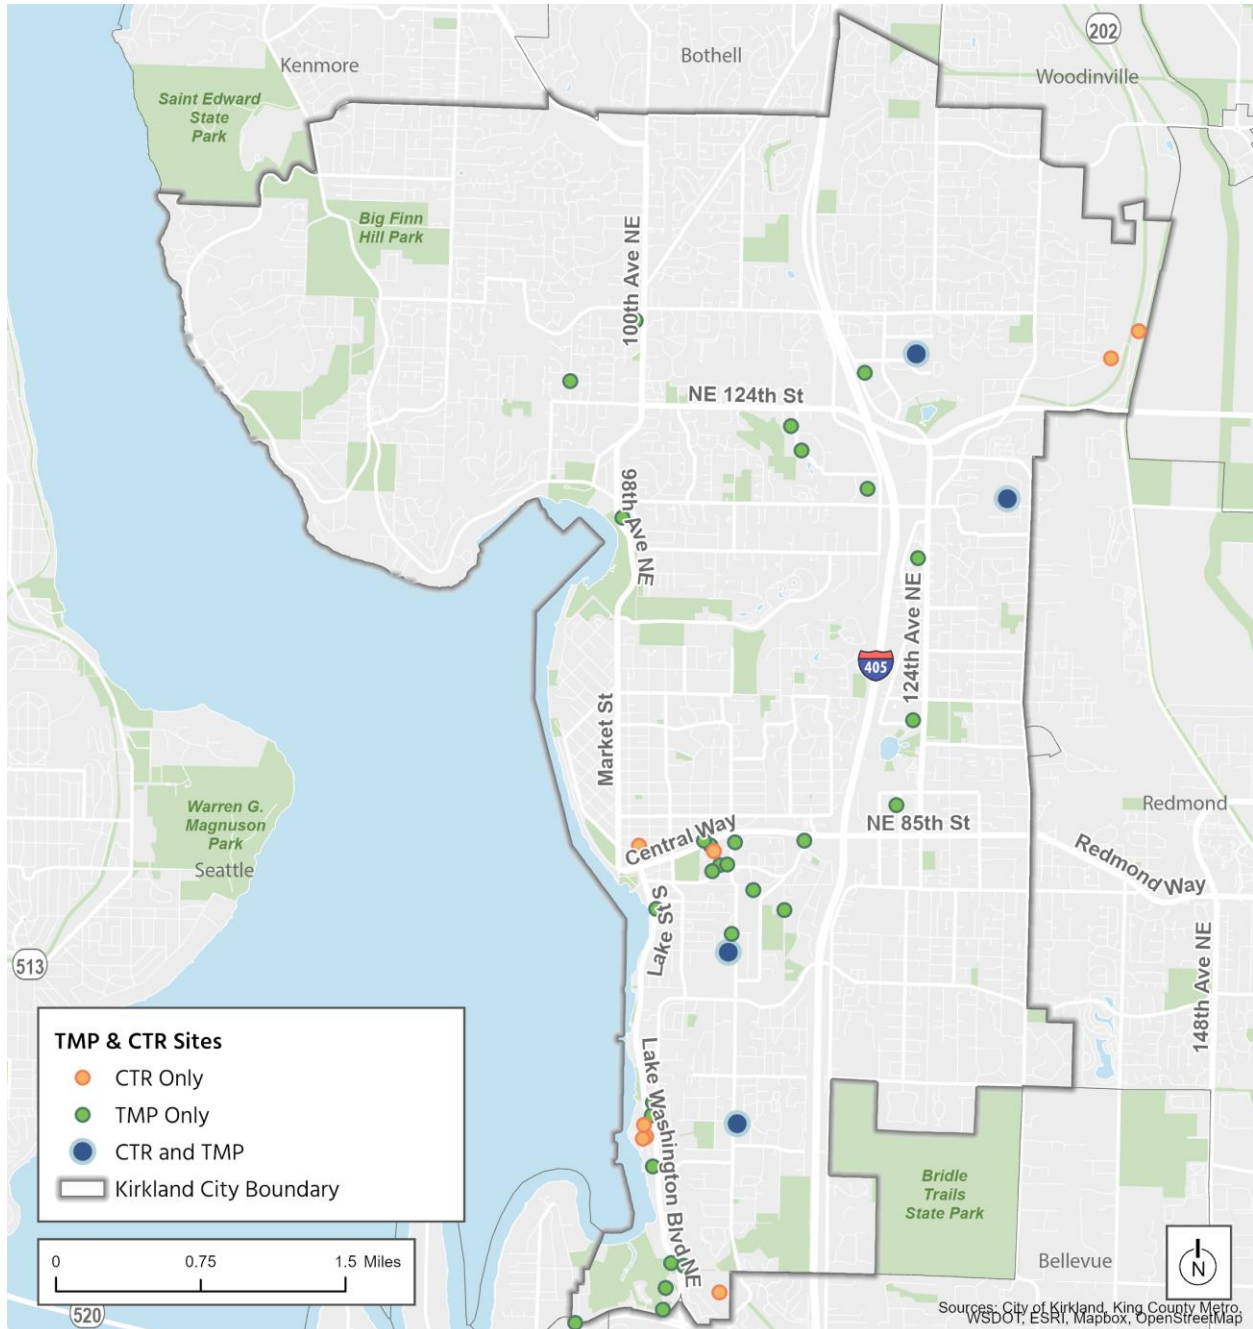 202
Kenmore
Bothell
Woodinville
Saint Edward
State
Park
Big Finn
Hill Park
100th Ave NE
NE 124th St
98th Ave NE
124th Ave NE
405
Market St
Warren G.
Magnuson
Park
Seattle
Redmond
Central Way
NE 85th St
Redmond Way
Lake St S
513
148th Ave NE
TMP & CTR Sites
CTR Only
TMP Only
CTR and TMP
Kirkland City Boundary
Lake Washington Blvd NE
Bridle
Trails
State Park
Bellevue
0 0.75 1.5 Miles
520
N
Sources: City of Kirkland, King County Metro,
WSDOT, ESRI, Mapbox, OpenStreetMap